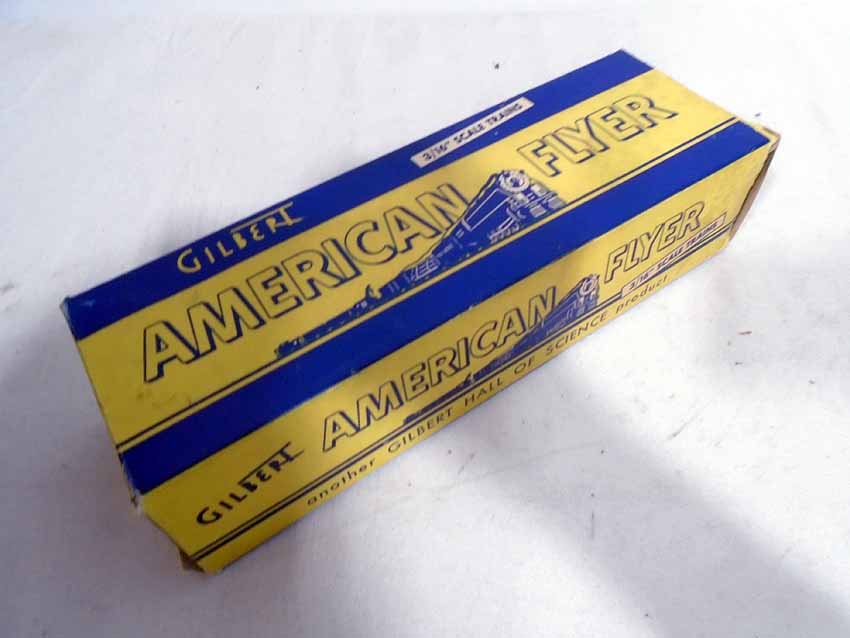 GILBERT
3/16" SCALE TRAINS
AMERICAN FLYER
GILBERT
AMERICAN FLYER
3/16" SCALE TRAINS
another GILBERT HALL OF SCIENCE product